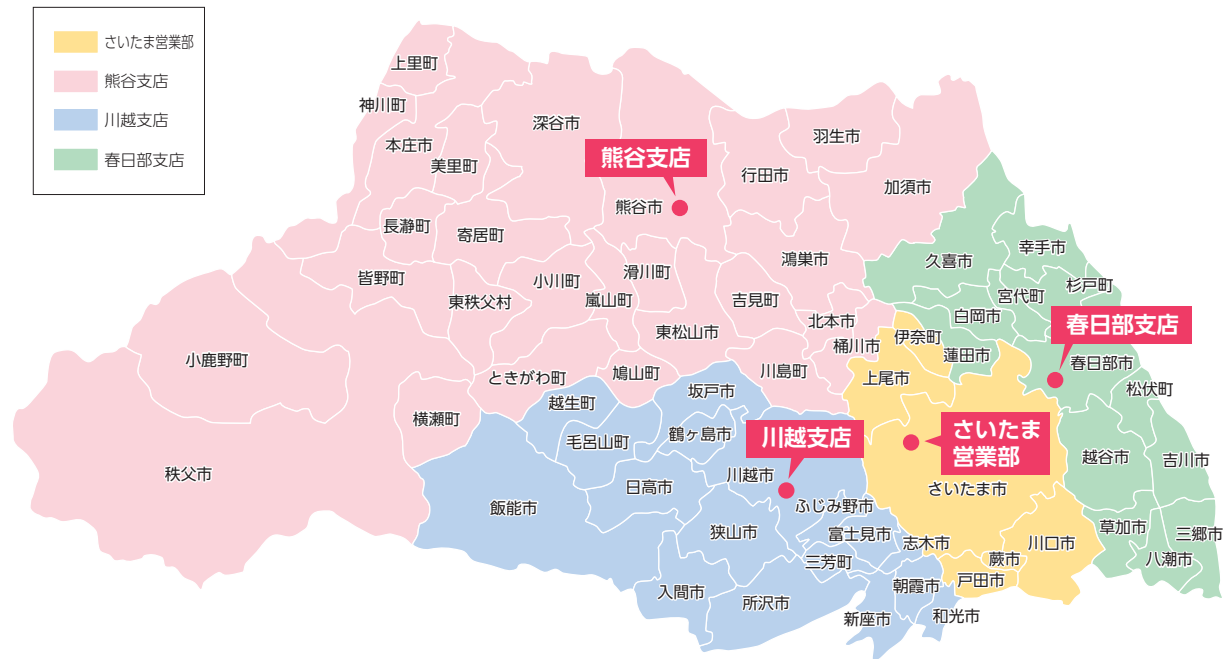 さいたま営業部
熊谷支店
川越支店
春日部支店
上里町
神川町
本庄市
美里町
深谷市
熊谷支店
熊谷市
行田市
羽生市
加須市
長瀞町
寄居町
皆野町
東秩父村
小川町
嵐山町
滑川町
吉見町
鴻巣市
北本市
桶川市
東松山市
小鹿野町
ときがわ町
鳩山町
川島町
横瀬町
秩父市
久喜市
幸手市
宮代町
杉戸町
白岡市
蓮田市
春日部支店
春日部市
松伏町
伊奈町
上尾市
さいたま
営業部
さいたま市
越谷市
吉川市
草加市
三郷市
八潮市
川口市
蕨市
戸田市
越生町
坂戸市
毛呂山町
鶴ヶ島市
川越支店
川越市
日高市
飯能市
ふじみ野市
狭山市
富士見市
志木市
三芳町
入間市
所沢市
朝霞市
新座市
和光市